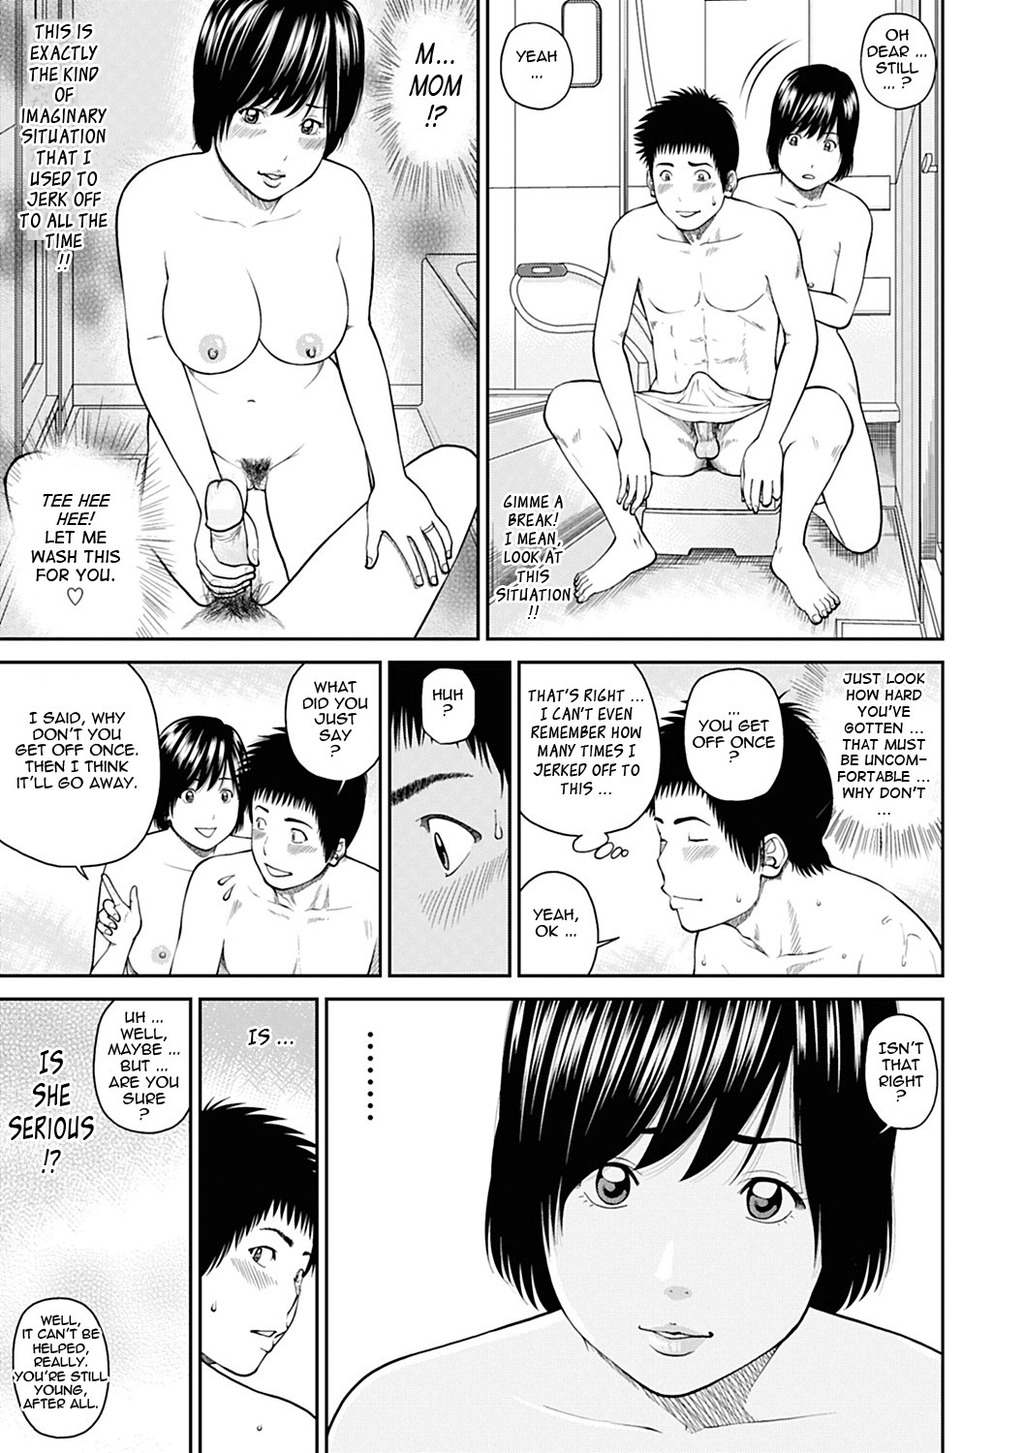 OH
DEAR ...
STILL
... ?
YEAH
...
GIMME A
BREAK!
I MEAN,
LOOK AT
THIS
SITUATION
!!
M...
MOM
!?
THIS IS
EXACTLY
THE KIND
OF
IMAGINARY
SITUATION
THAT I
USED TO
JERK OFF
TO ALL THE
TIME
!!
TEE HEE
HEE!
LET ME
WASH THIS
FOR YOU.
♡
JUST LOOK
HOW HARD
YOU'VE
GOTTEN ...
THAT MUST
BE UNCOM-
FORTABLE ...
WHY DON'T
...
...
YOU GET
OFF ONCE
?
THAT'S RIGHT ...
I CAN'T EVEN
REMEMBER HOW
MANY TIMES I
JERKED OFF TO
THIS ...
YEAH,
OK ...
HUH
?
WHAT
DID YOU
JUST
SAY
?
I SAID, WHY
DON'T YOU
GET OFF ONCE.
THEN I THINK
IT'LL GO AWAY.
ISN'T
THAT
RIGHT
?
........
IS ...
UH ...
WELL,
MAYBE ...
BUT ...
ARE YOU
SURE
?
IS
SHE
SERIOUS
!?
WELL,
IT CAN'T BE
HELPED,
REALLY.
YOU'RE STILL
YOUNG,
AFTER ALL.